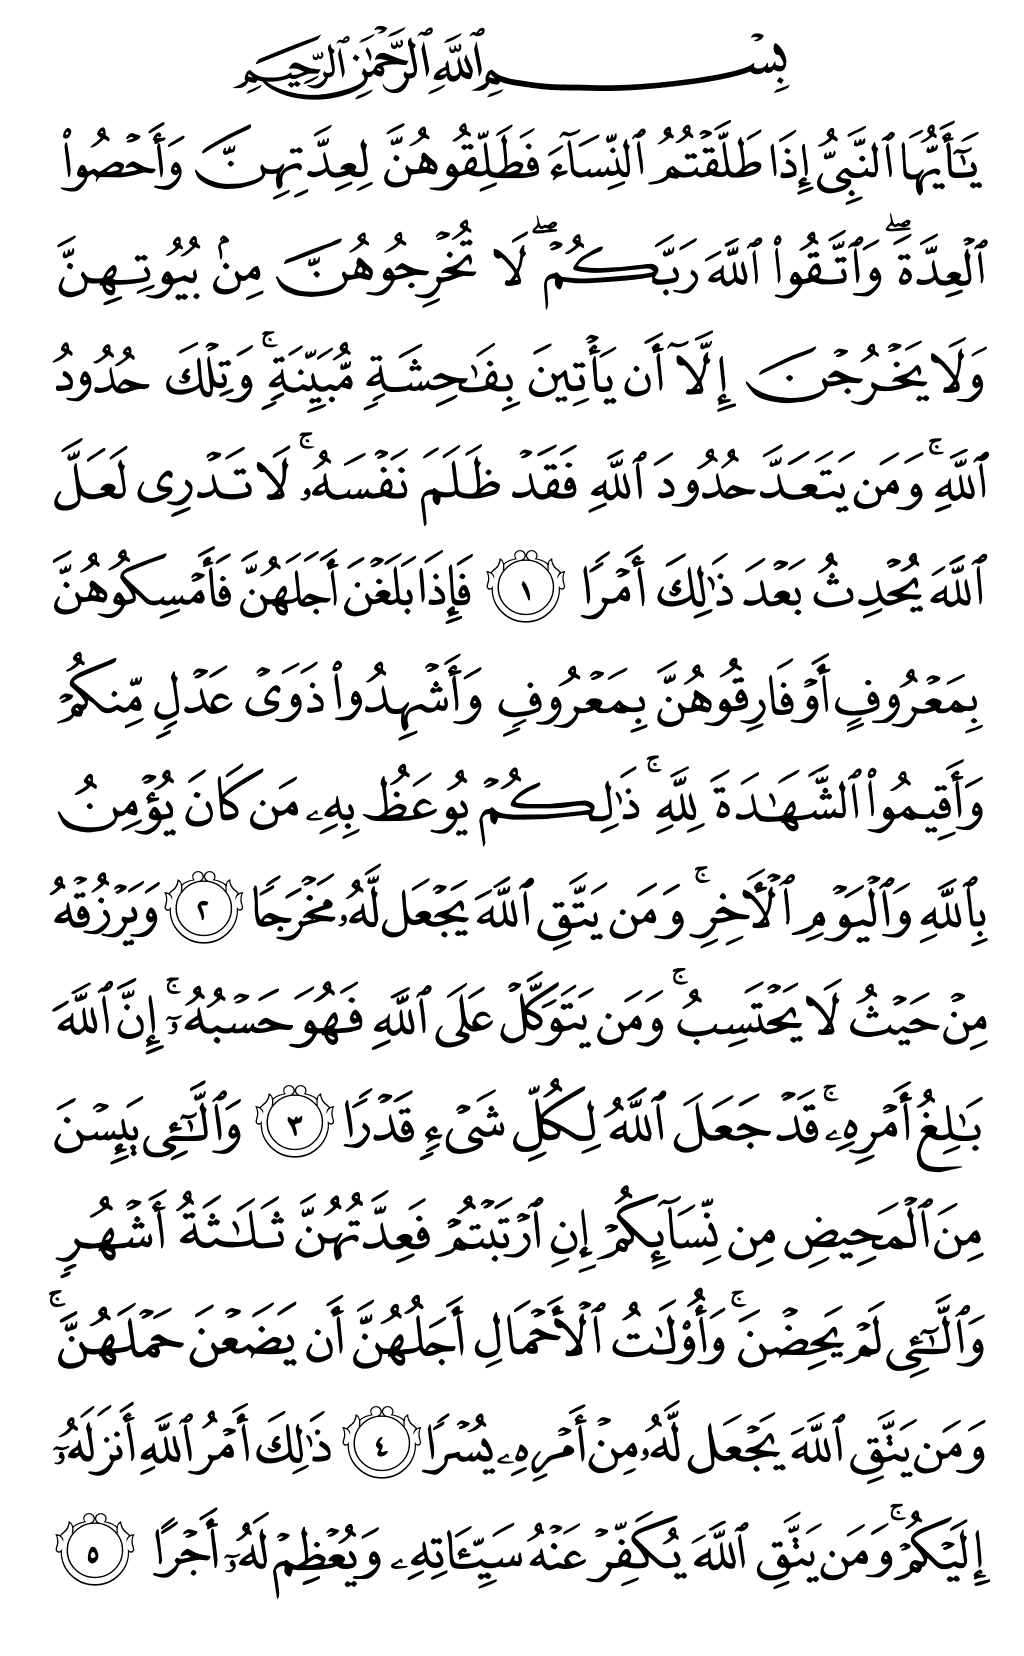 بِسْمِ ٱللَّهِ ٱلرَّحْمَٰنِ ٱلرَّحِيمِ
يَٰٓأَيُّهَا ٱلنَّبِىُّ إِذَا طَلَّقْتُمُ ٱلنِّسَآءَ فَطَلِّقُوهُنَّ لِعِدَّتِهِنَّ وَأَحْصُوا۟
ٱلْعِدَّةَ ۖ وَٱتَّقُوا۟ ٱللَّهَ رَبَّكُمْ ۖ لَا تُخْرِجُوهُنَّ مِنۢ بُيُوتِهِنَّ
وَلَا يَخْرُجْنَ إِلَّآ أَن يَأْتِينَ بِفَٰحِشَةٍ مُّبَيِّنَةٍ ۚ وَتِلْكَ حُدُودُ
ٱللَّهِ ۚ وَمَن يَتَعَدَّ حُدُودَ ٱللَّهِ فَقَدْ ظَلَمَ نَفْسَهُۥ ۚ لَا تَدْرِى لَعَلَّ
ٱللَّهَ يُحْدِثُ بَعْدَ ذَٰلِكَ أَمْرًا ١ فَإِذَا بَلَغْنَ أَجَلَهُنَّ فَأَمْسِكُوهُنَّ
بِمَعْرُوفٍ أَوْ فَارِقُوهُنَّ بِمَعْرُوفٍ وَأَشْهِدُوا۟ ذَوَىْ عَدْلٍ مِّنكُمْ
وَأَقِيمُوا۟ ٱلشَّهَٰدَةَ لِلَّهِ ۚ ذَٰلِكُمْ يُوعَظُ بِهِۦ مَن كَانَ يُؤْمِنُ
بِٱللَّهِ وَٱلْيَوْمِ ٱلْأَخِرِ ۚ وَمَن يَتَّقِ ٱللَّهَ يَجْعَل لَّهُۥ مَخْرَجًا ٢ وَيَرْزُقْهُ
مِنْ حَيْثُ لَا يَحْتَسِبُ ۚ وَمَن يَتَوَكَّلْ عَلَى ٱللَّهِ فَهُوَ حَسْبُهُۥٓ ۚ إِنَّ ٱللَّهَ
بَٰلِغُ أَمْرِهِۦ ۚ قَدْ جَعَلَ ٱللَّهُ لِكُلِّ شَىْءٍ قَدْرًا ٣ وَٱلَّٰٓـِٔى يَئِسْنَ
مِنَ ٱلْمَحِيضِ مِن نِّسَآئِكُمْ إِنِ ٱرْتَبْتُمْ فَعِدَّتُهُنَّ ثَلَٰثَةُ أَشْهُرٍ
وَٱلَّٰٓـِٔى لَمْ يَحِضْنَ ۚ وَأُو۟لَٰتُ ٱلْأَحْمَالِ أَجَلُهُنَّ أَن يَضَعْنَ حَمْلَهُنَّ ۚ
وَمَن يَتَّقِ ٱللَّهَ يَجْعَل لَّهُۥ مِنْ أَمْرِهِۦ يُسْرًا ٤ ذَٰلِكَ أَمْرُ ٱللَّهِ أَنزَلَهُۥٓ
إِلَيْكُمْ ۚ وَمَن يَتَّقِ ٱللَّهَ يُكَفِّرْ عَنْهُ سَيِّـَٔاتِهِۦ وَيُعْظِمْ لَهُۥٓ أَجْرًا ٥